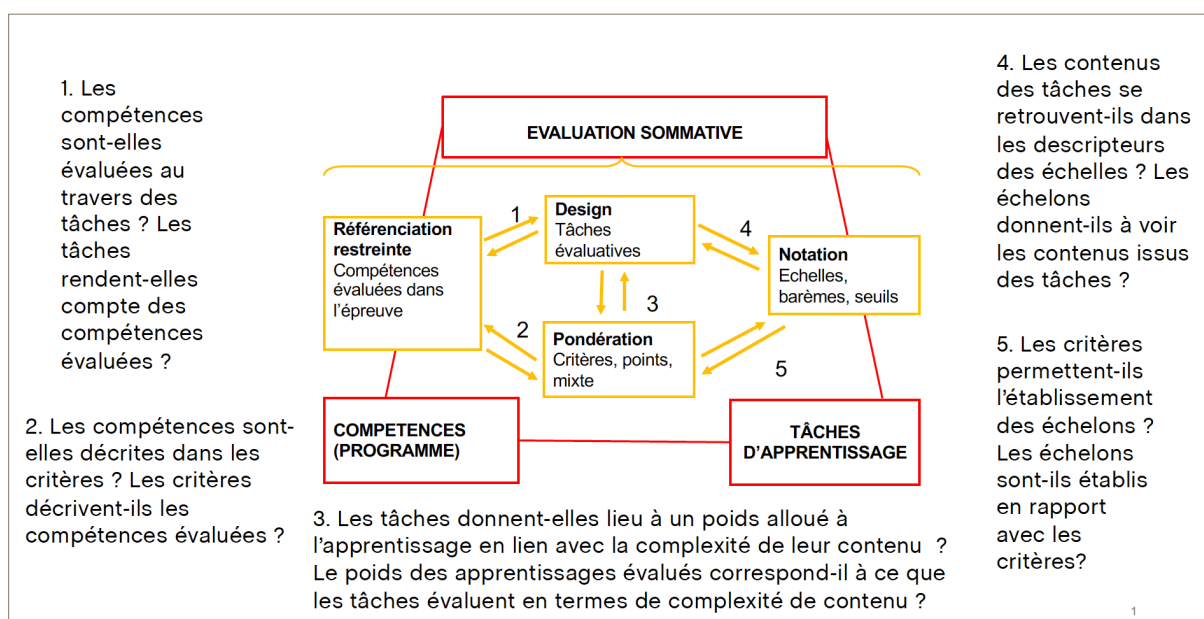 1. Les
compétences
sont-elles
évaluées au
travers des
tâches ? Les
tâches
rendent-elles
compte des
compétences
évaluées ?
2. Les compétences sont-
elles décrites dans les
critères ? Les critères
décrivent-ils les
compétences évaluées ?
EVALUATION SOMMATIVE
Référenciation
restreinte
Compétences
évaluées dans
l'épreuve
1
Design
Tâches
évaluatives
4
Notation
Echelles,
barèmes, seuils
3
2
Pondération
Critères, points,
mixte
5
COMPETENCES
(PROGRAMME)
TÂCHES
D'APPRENTISSAGE
3. Les tâches donnent-elles lieu à un poids alloué à
l'apprentissage en lien avec la complexité de leur contenu ?
Le poids des apprentissages évalués correspond-il à ce que
les tâches évaluent en termes de complexité de contenu ?
4. Les contenus
des tâches se
retrouvent-ils dans
les descripteurs
des échelles ? Les
échelons
donnent-ils à voir
les contenus issus
des tâches ?
5. Les critères
permettent-ils
l'établissement
des échelons ?
Les échelons
sont-ils établis
en rapport
avec les
critères?
1